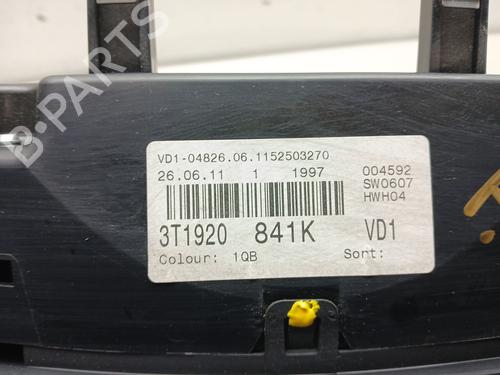 B-PARTS
VD1-04826.06.1152503270
26.06.11 1 1997 004592
SW0607
HWH04
3T1920 841K VD1
Colour: 1QB Sort: